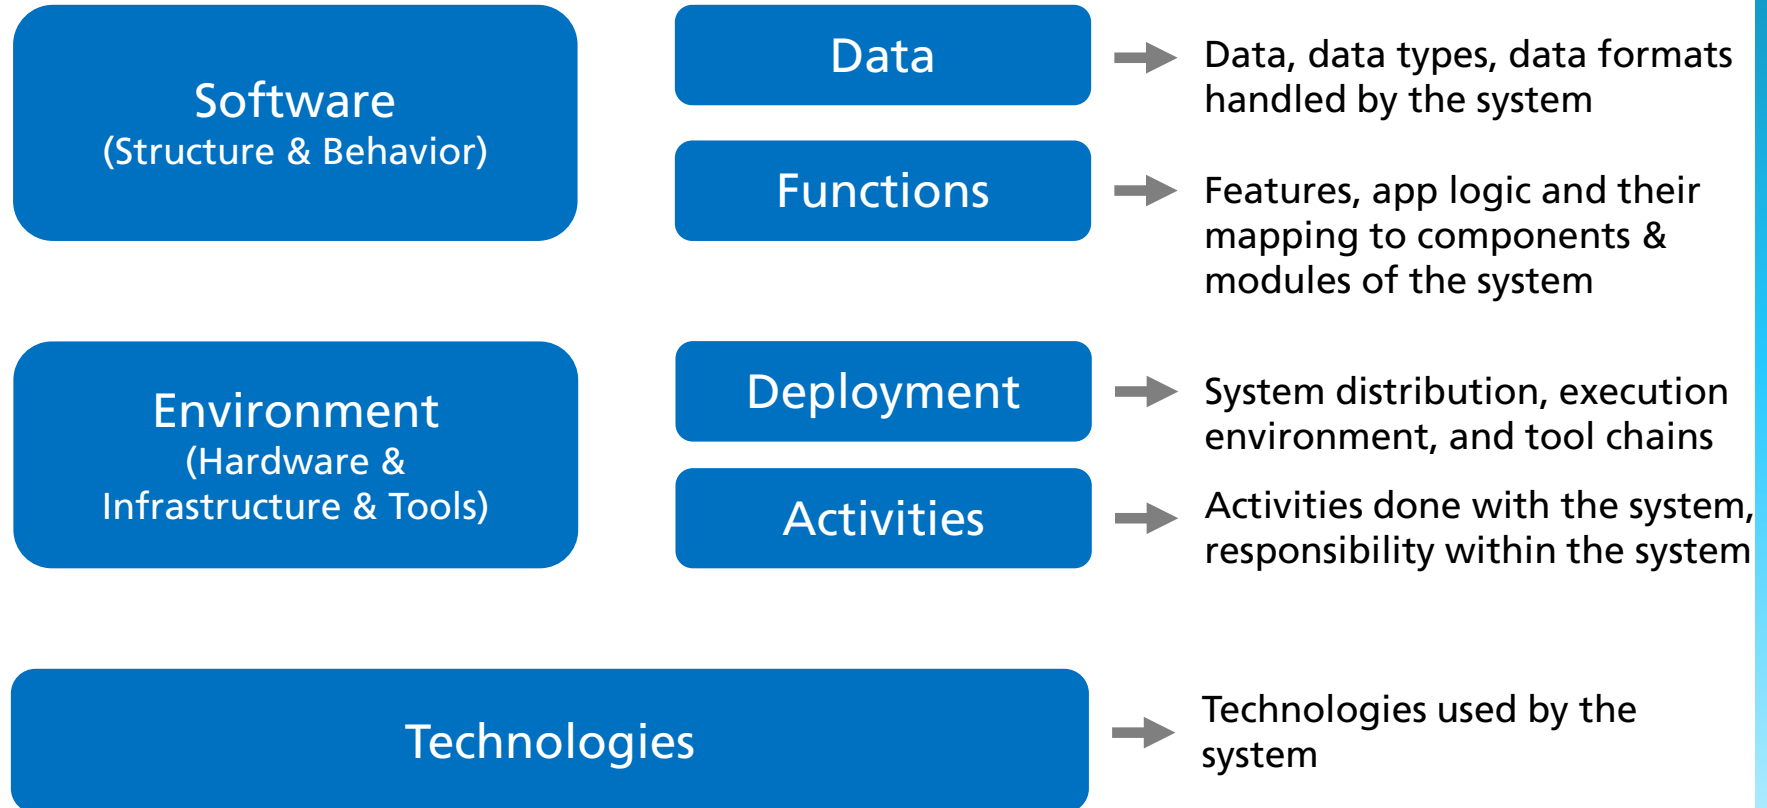 Software
(Structure & Behavior)
Data
Data, data types, data formats
handled by the system
Functions
Features, app logic and their
mapping to components &
modules of the system
Environment
(Hardware &
Infrastructure & Tools)
Deployment
System distribution, execution
environment, and tool chains
Activities
Activities done with the system,
responsibility within the system
Technologies
Technologies used by the
system